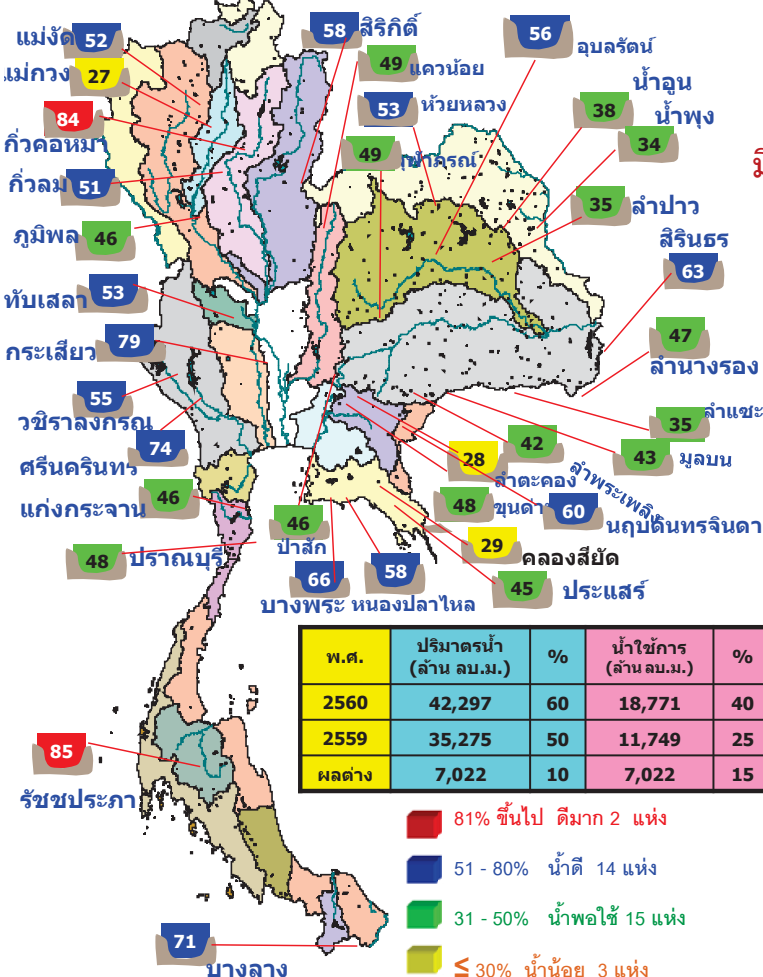 แม่งัด 52
แม่กวง 27
84
กิ่วคอหมา
กิ่วลม 51
ภูมิพล 46
ทับเสลา 53
กระเสียว 79
55
วชิราลงกรณ
74
ศรีนครินทร์
แก่งกระจาน 46
48 ปราณบุรี
58 สิริกิติ์
49 แควน้อย
53 ห้วยหลวง
49 จุฬาภรณ์
56 อุบลรัตน์
น้ำอูน
38 น้ำพุง
34
35 ลำปาว
สิรินธร
63
47
ลำนางรอง
35 ลำแซะ
43 มูลบน
42
28
ลำตะคอง
ลำพระเพลิง
48 ขุนด่าน
60 นฤบดินทรจินดา
46
ป่าสัก
29 คลองสียัด
66 58
บางพระ หนองปลาไหล
45 ประแสร์
85
รัชชประภา
71
บางลาง
พ.ศ. ปริมาตรน้ำ (ล้าน ลบ.ม.) % น้ำใช้การ (ล้าน ลบ.ม.) %
2560 42,297 60 18,771 40
2559 35,275 50 11,749 25
ผลต่าง 7,022 10 7,022 15
81% ขึ้นไป ดีมาก 2 แห่ง
51 - 80% น้ำดี 14 แห่ง
31 - 50% น้ำพอใช้ 15 แห่ง
≤ 30% น้ำน้อย 3 แห่ง